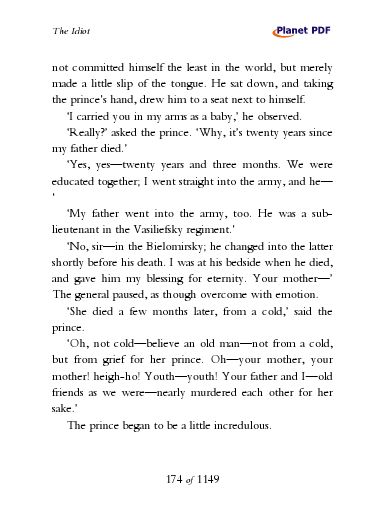 The Idiot
Planet PDF
not committed himself the least in the world, but merely
made a little slip of the tongue. He sat down, and taking
the prince's hand, drew him to a seat next to himself.
'I carried you in my arms as a baby,' he observed.
'Really?' asked the prince. 'Why, it's twenty years since
my father died.'
'Yes, yes—twenty years and three months. We were
educated together; I went straight into the army, and he—
'
'My father went into the army, too. He was a sub-
lieutenant in the Vasiliefsky regiment.'
'No, sir—in the Bielomirsky; he changed into the latter
shortly before his death. I was at his bedside when he died,
and gave him my blessing for eternity. Your mother—'
The general paused, as though overcome with emotion.
'She died a few months later, from a cold,' said the
prince.
'Oh, not cold—believe an old man—not from a cold,
but from grief for her prince. Oh—your mother, your
mother! heigh-ho! Youth—youth! Your father and I—old
friends as we were—nearly murdered each other for her
sake.'
The prince began to be a little incredulous.
174 of 1149